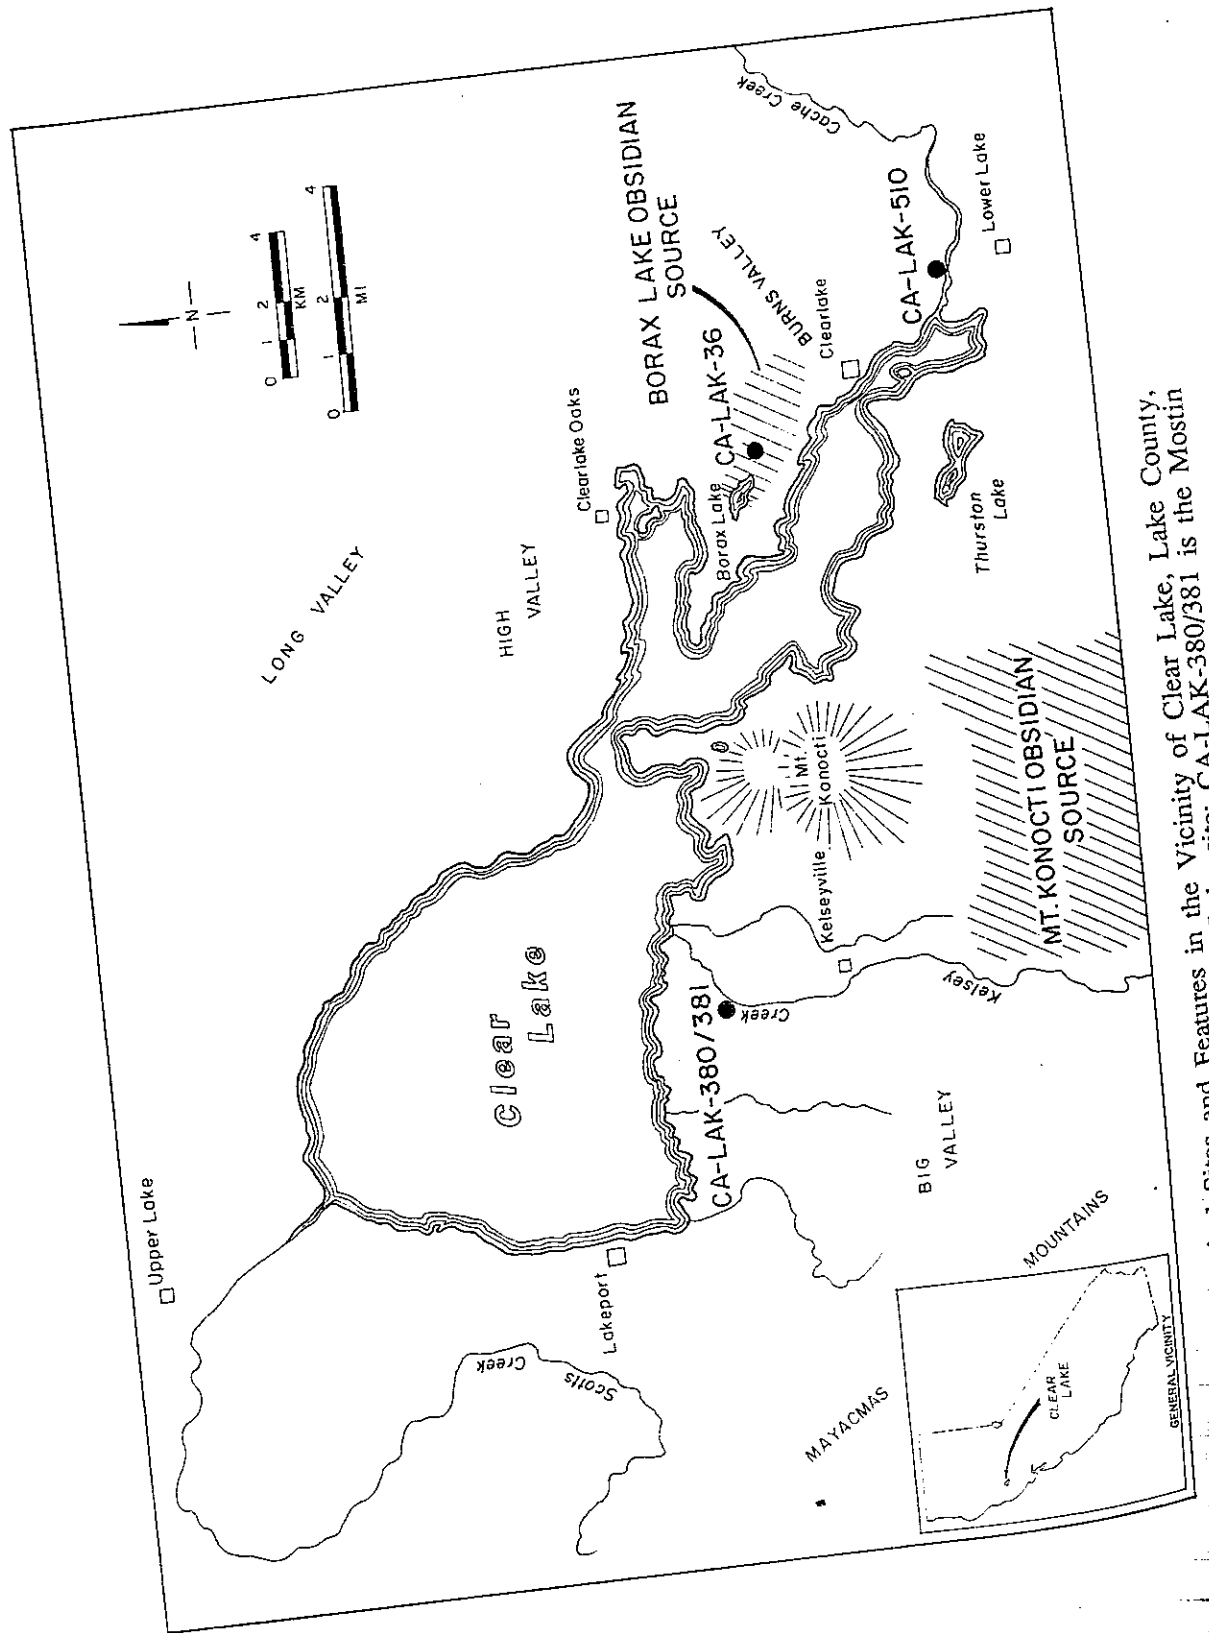 Upper Lake
LONG VALLEY
N
0 1 2 4
KM
0 1 2 4
MI
HIGH
VALLEY
Clearlake Oaks
BORAX LAKE OBSIDIAN
SOURCE
Clear
Lake
Scotts
Creek
Lakeport
Borax Lake
CA-LAK-36
BURNS VALLEY
Cache Creek
Clearlake
CA-LAK-510
Lower Lake
CA-LAK-380/381
Creek
Kelsey
Kelseyville
Mt.
Konocti
Thurston
Lake
MT. KONOCTI OBSIDIAN
SOURCE
BIG
VALLEY
MAYACMAS
MOUNTAINS
CLEAR
LAKE
GENERAL VICINITY
Sites and Features in the Vicinity of Clear Lake, Lake County,
CA-LAK-380/381 is the Mostin